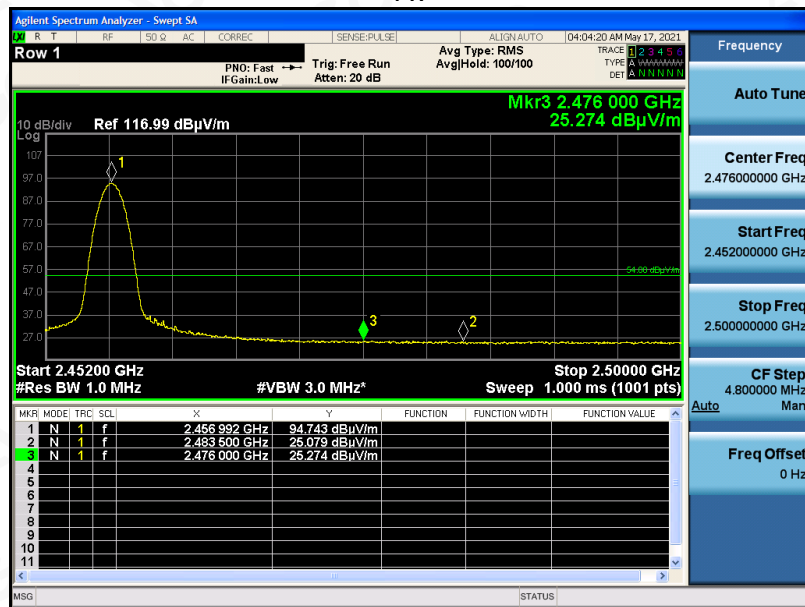 Agilent Spectrum Analyzer - Swept SA
LXI R T RF 50 Ω AC CORREC SENSE:PULSE ALIGN AUTO 04:04:20 AM May 17, 2021
Row 1
PNO: Fast
IFGain:Low
Trig: Free Run
Atten: 20 dB
Avg Type: RMS
Avg|Hold: 100/100
TRACE 1 2 3 4 5 6
TYPE A WWWWW
DET A N N N N N
Mkr3 2.476 000 GHz
25.274 dBµV/m
10 dB/div Ref 116.99 dBµV/m
Log
107
97.0
87.0
77.0
67.0
57.0
47.0
37.0
27.0
1
54.00 dBµV/m
3
2
Start 2.45200 GHz Stop 2.50000 GHz
#Res BW 1.0 MHz #VBW 3.0 MHz* Sweep 1.000 ms (1001 pts)
MKR MODE TRC SCL X Y FUNCTION FUNCTION WIDTH FUNCTION VALUE
1 N 1 f 2.456 992 GHz 94.743 dBµV/m
2 N 1 f 2.483 500 GHz 25.079 dBµV/m
3 N 1 f 2.476 000 GHz 25.274 dBµV/m
4
5
6
7
8
9
10
11
MSG STATUS
Frequency
Auto Tune
Center Freq
2.476000000 GHz
Start Freq
2.452000000 GHz
Stop Freq
2.500000000 GHz
CF Step
4.800000 MHz
Auto Man
Freq Offset
0 Hz